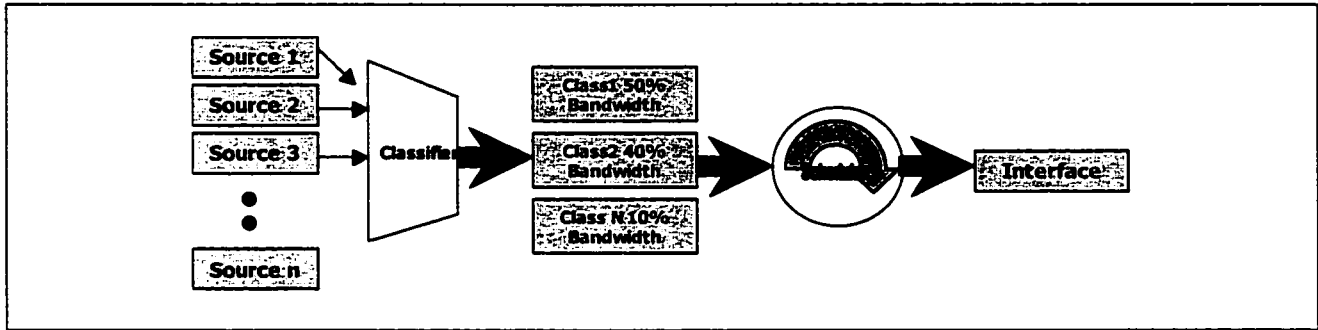 Source 1
Source 2
Source 3
Source n
Classifier
Class1 50%
Bandwidth
Class2 40%
Bandwidth
Class N 10%
Bandwidth
Interface